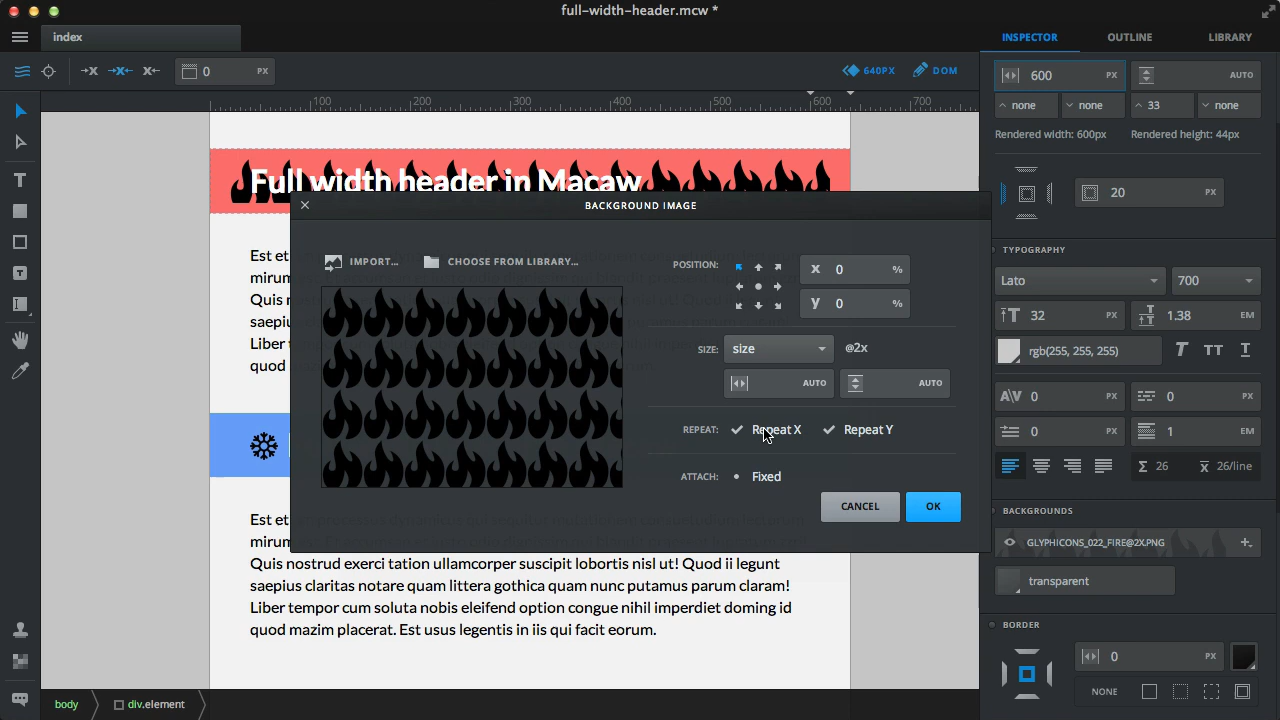 full-width-header.mcw *
index
INSPECTOR OUTLINE LIBRARY
0 PX
640PX DOM
600 PX AUTO
none none 33 none
Rendered width: 600px Rendered height: 44px
100 200 300 400 500 600 700
Full width header in Macaw
20 PX
BACKGROUND IMAGE
IMPORT... CHOOSE FROM LIBRARY...
POSITION: x 0 %
y 0 %
SIZE: size @2x
AUTO AUTO
REPEAT: Repeat X Repeat Y
ATTACH: Fixed
CANCEL OK
TYPOGRAPHY
Lato 700
32 PX 1.38 EM
rgb(255, 255, 255)
0 PX 0 PX
0 PX 1 EM
Σ 26 x 26/line
BACKGROUNDS
GLYPHICONS_022_FIRE@2X.PNG
transparent
BORDER
0 PX
NONE
Est et
mirum
Quis n
saepiu
Liber t
quod
Est et
mirum
Quis nostrud exerci tation ullamcorper suscipit lobortis nisl ut! Quod ii legunt
saepius claritas notare quam littera gothica quam nunc putamus parum claram!
Liber tempor cum soluta nobis eleifend option congue nihil imperdiet doming id
quod mazim placerat. Est usus legentis in iis qui facit eorum.
body div.element